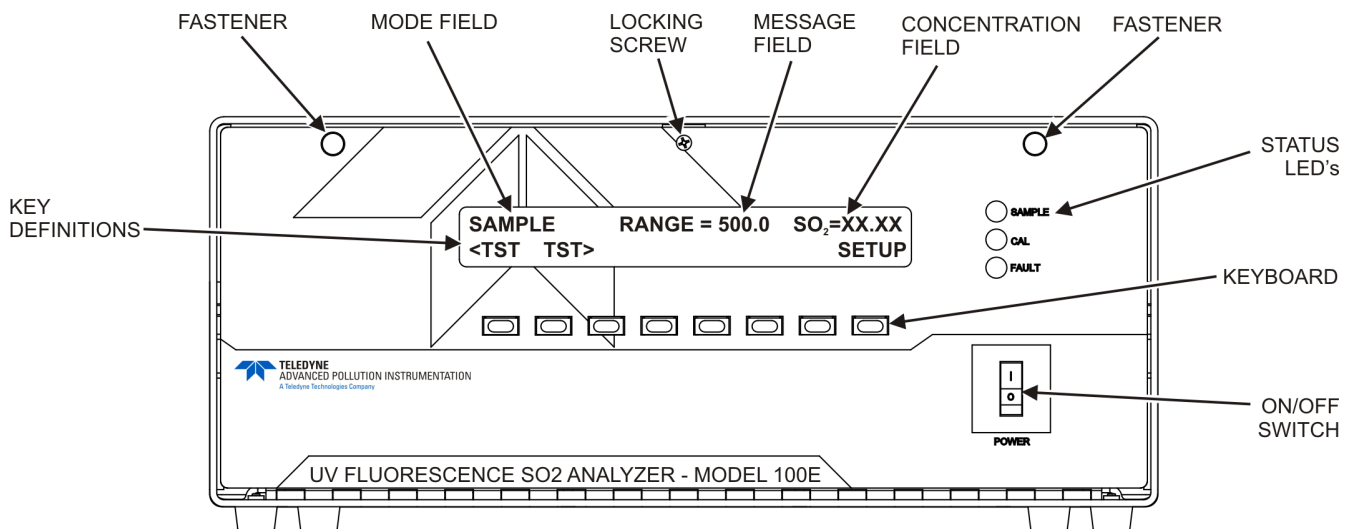 FASTENER
MODE FIELD
LOCKING
SCREW
MESSAGE
FIELD
CONCENTRATION
FIELD
FASTENER
STATUS
LED's
KEY
DEFINITIONS
SAMPLE RANGE = 500.0 SO₂=XX.XX
<TST TST> SETUP
SAMPLE
CAL
FAULT
KEYBOARD
TELEDYNE
ADVANCED POLLUTION INSTRUMENTATION
A Teledyne Technologies Company
I
O
POWER
ON/OFF
SWITCH
UV FLUORESCENCE SO2 ANALYZER - MODEL 100E